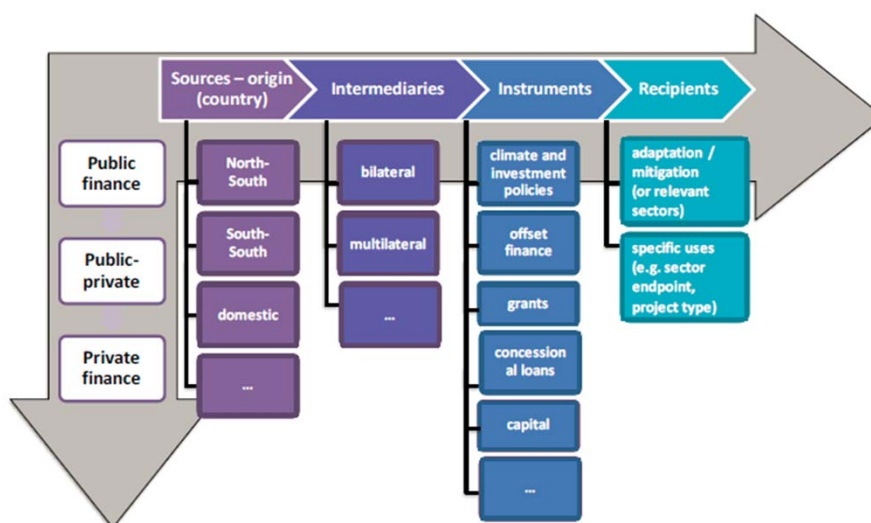 Sources – origin
(country)
Intermediaries
Instruments
Recipients
Public
finance
Public-
private
Private
finance
North-
South
South-
South
domestic
...
bilateral
multilateral
...
climate and
investment
policies
offset
finance
grants
concession
al loans
capital
...
adaptation /
mitigation
(or relevant
sectors)
specific uses
(e.g. sector
endpoint,
project type)